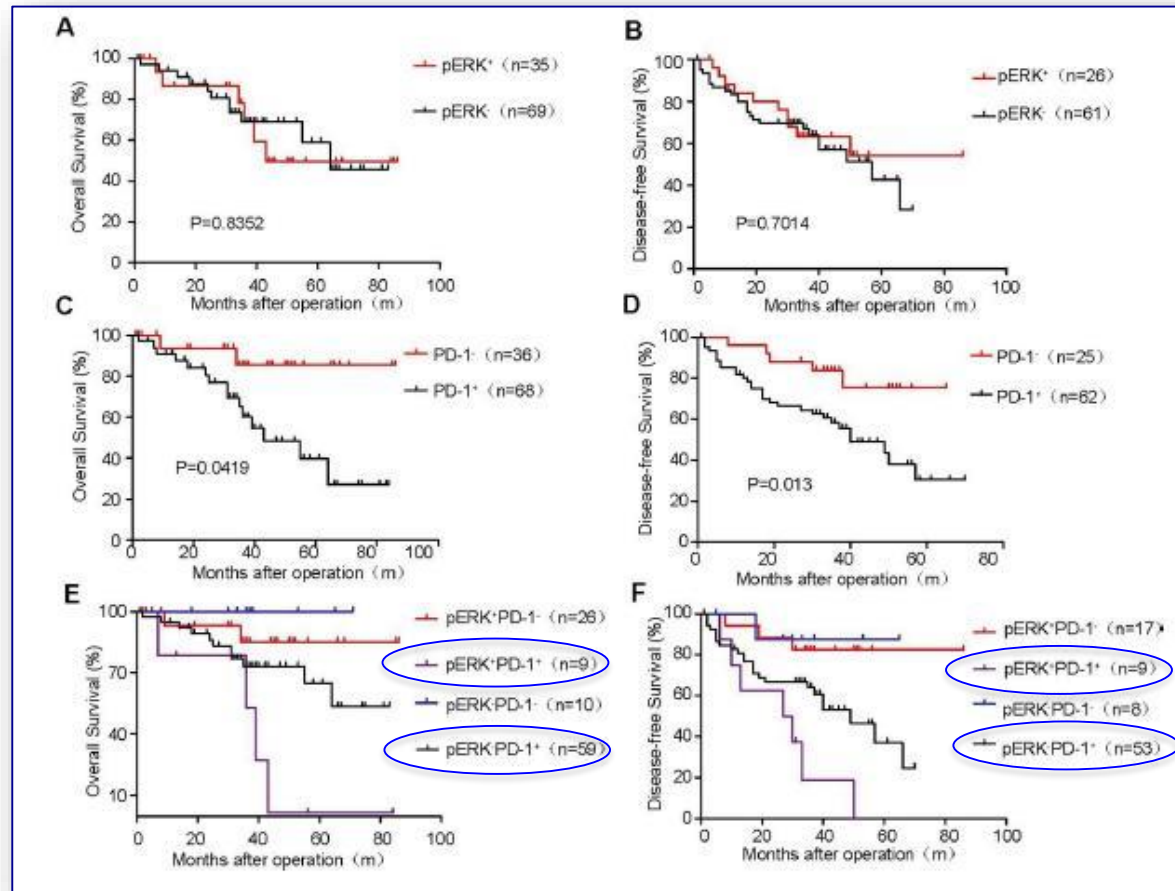 A
Overall Survival (%)
100
80
60
40
20
0
0 20 40 60 80 100
Months after operation（m）
P=0.8352
pERK⁺（n=35）
pERK⁻（n=69）
B
Disease-free Survival (%)
100
80
60
40
20
0
0 20 40 60 80 100
Months after operation（m）
P=0.7014
pERK⁺（n=26）
pERK⁻（n=61）
C
Overall Survival (%)
100
80
60
40
20
0
0 20 40 60 80 100
Months after operation（m）
P=0.0419
PD-1⁻（n=36）
PD-1⁺（n=68）
D
Disease-free Survival (%)
100
80
60
40
20
0
0 20 40 60 80
Months after operation（m）
P=0.013
PD-1⁻（n=25）
PD-1⁺（n=62）
E
Overall Survival (%)
100
70
40
10
0 20 40 60 80 100
Months after operation（m）
pERK⁺PD-1⁻（n=26）
pERK⁺PD-1⁺（n=9）
pERK⁻PD-1⁻（n=10）
pERK⁻PD-1⁺（n=59）
F
Disease-free Survival (%)
100
80
60
40
20
0
0 20 40 60 80 100
Months after operation（m）
pERK⁺PD-1⁻（n=17）
pERK⁺PD-1⁺（n=9）
pERK⁻PD-1⁻（n=8）
pERK⁻PD-1⁺（n=53）